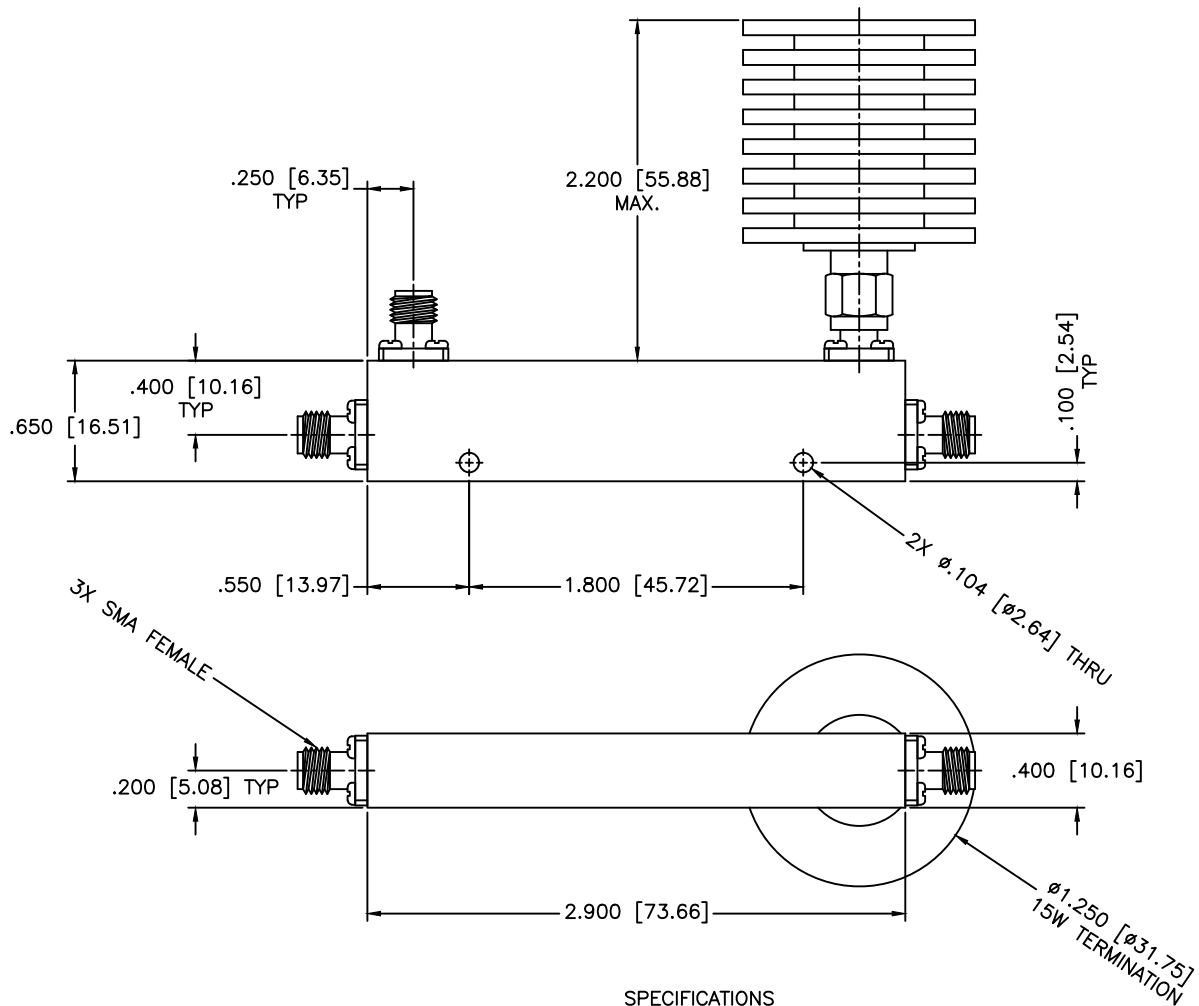 .250 [6.35]
TYP
2.200 [55.88]
MAX.
.100 [2.54]
TYP
.400 [10.16]
TYP
.650 [16.51]
2X ø.104 [ø2.64] THRU
.550 [13.97]
1.800 [45.72]
3X SMA FEMALE
.200 [5.08] TYP
.400 [10.16]
2.900 [73.66]
ø1.250 [ø31.75]
15W TERMINATION
SPECIFICATIONS